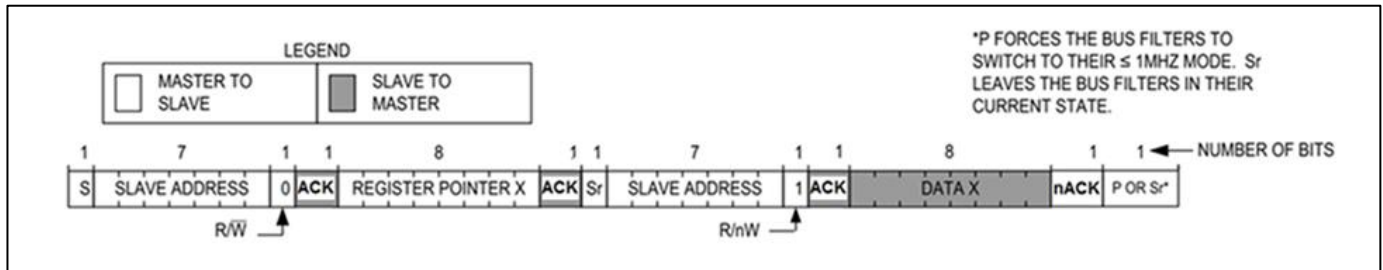 LEGEND
MASTER TO
SLAVE
SLAVE TO
MASTER
*P FORCES THE BUS FILTERS TO
SWITCH TO THEIR ≤ 1MHZ MODE. Sr
LEAVES THE BUS FILTERS IN THEIR
CURRENT STATE.
1 7 1 1 8 1 1 7 1 1 8 1 1 NUMBER OF BITS
S SLAVE ADDRESS 0 ACK REGISTER POINTER X ACK Sr SLAVE ADDRESS 1 ACK DATA X nACK P OR Sr*
R/W̅ R/nW